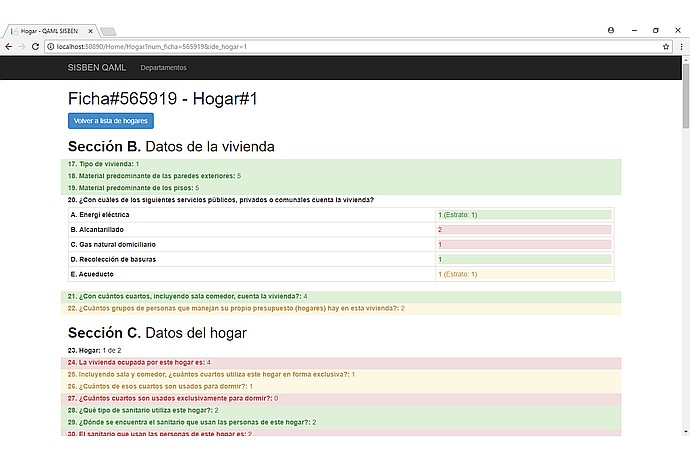 Hogar - QAML SISBEN
localhost:50890/Home/Hogar?num_ficha=565919&ide_hogar=1
SISBEN QAML Departamentos
Ficha#565919 - Hogar#1
Volver a lista de hogares
Sección B. Datos de la vivienda
17. Tipo de vivienda: 1
18. Material predominante de las paredes exteriores: 5
19. Material predominante de los pisos: 5
20. ¿Con cuáles de los siguientes servicios públicos, privados o comunales cuenta la vivienda?
A. Energí eléctrica 1 (Estrato: 1)
B. Alcantarillado 2
C. Gas natural domiciliario 1
D. Recolección de basuras 1
E. Acueducto 1 (Estrato: 1)
21. ¿Con cuántos cuartos, incluyendo sala comedor, cuenta la vivienda?: 4
22. ¿Cuántos grupos de personas que manejan su propio presupuesto (hogares) hay en esta vivienda?: 2
Sección C. Datos del hogar
23. Hogar: 1 de 2
24. La vivienda ocupada por este hogar es: 4
25. Incluyendo sala y comedor, ¿cuántos cuartos utiliza este hogar en forma exclusiva?: 1
26. ¿Cuántos de esos cuartos son usados para dormir?: 1
27. ¿Cuántos cuartos son usados exclusivamente para dormir?: 0
28. ¿Qué tipo de sanitario utiliza este hogar?: 2
29. ¿Dónde se encuentra el sanitario que usan las personas de este hogar?: 2
30. El sanitario que usan las personas de este hogar es: 2